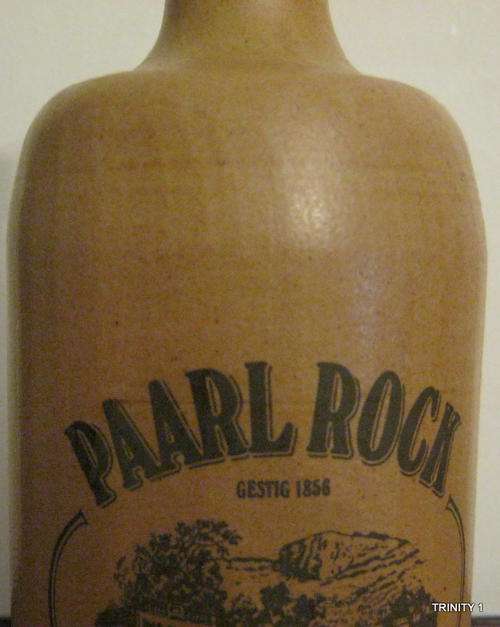 PAARL ROCK
GESTIG 1856
TRINITY 1